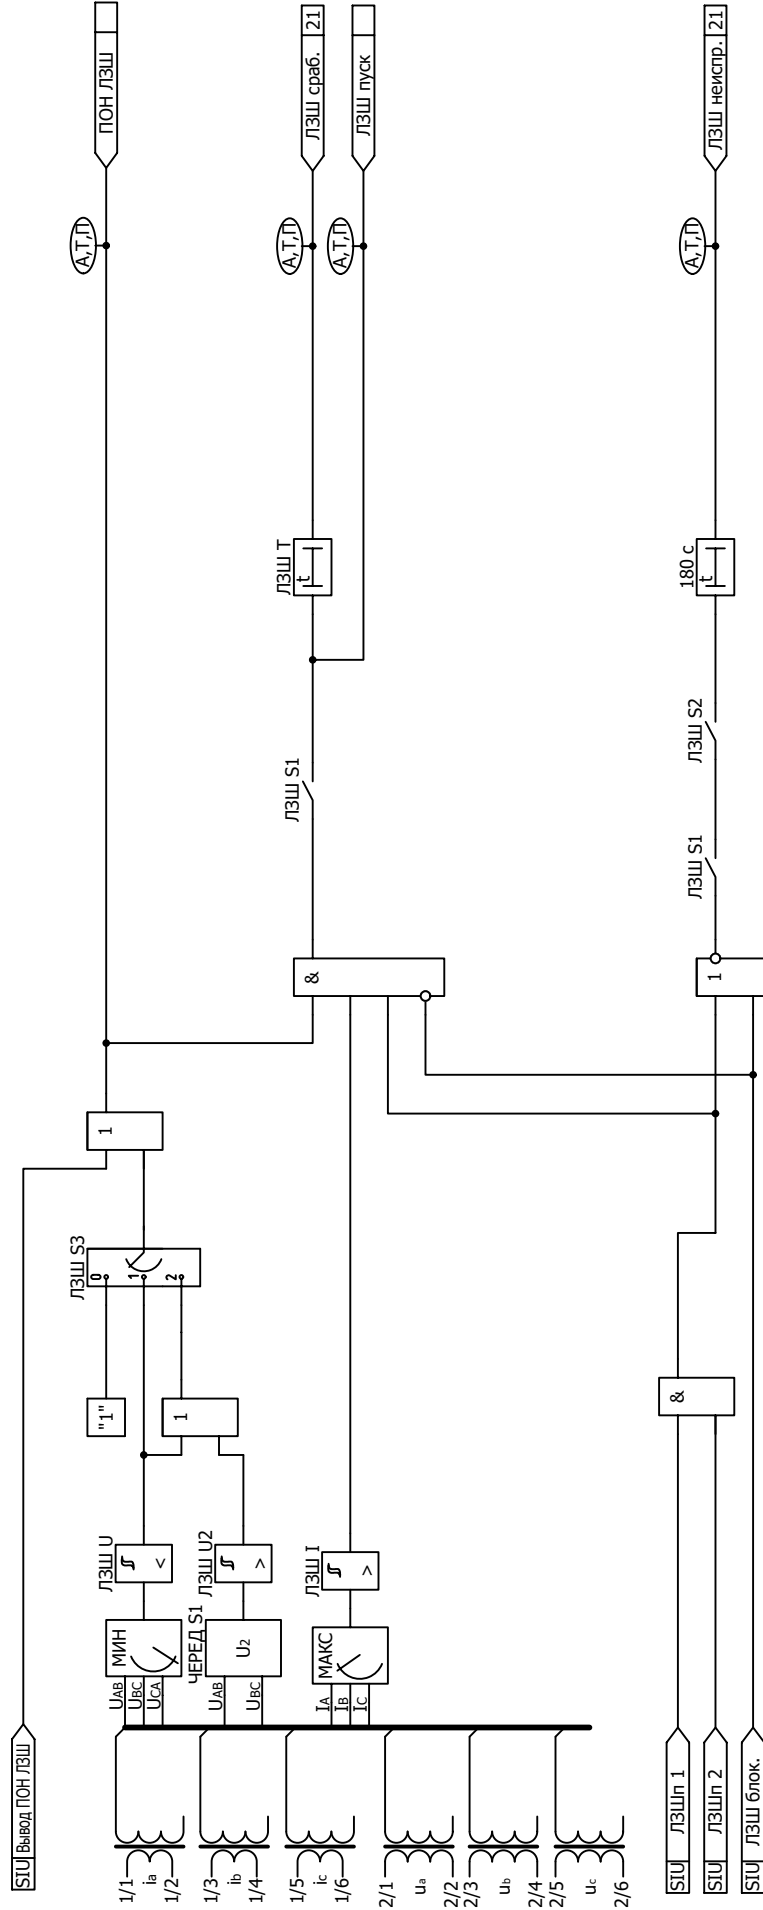 SIU Вывод ПОН ЛЗШ
ПОН ЛЗШ
А,Т,П
ЛЗШ сраб. 21
А,Т,П
ЛЗШ пуск
А,Т,П
ЛЗШ неиспр. 21
А,Т,П
ЛЗШ Т
t
180 с
t
ЛЗШ S1
ЛЗШ S1
ЛЗШ S2
&
1
1
ЛЗШ S3
0
1
2
"1"
1
&
ЛЗШ U
<
ЛЗШ U2
>
ЛЗШ I
>
МИН
UAB
UBC
UCA
ЧЕРЕД S1
U2
UAB
UBC
МАКС
IA
IB
IC
1/1
ia
1/2
1/3
ib
1/4
1/5
ic
1/6
2/1
ua
2/2
2/3
ub
2/4
2/5
uc
2/6
SIU ЛЗШп 1
SIU ЛЗШп 2
SIU ЛЗШ блок.